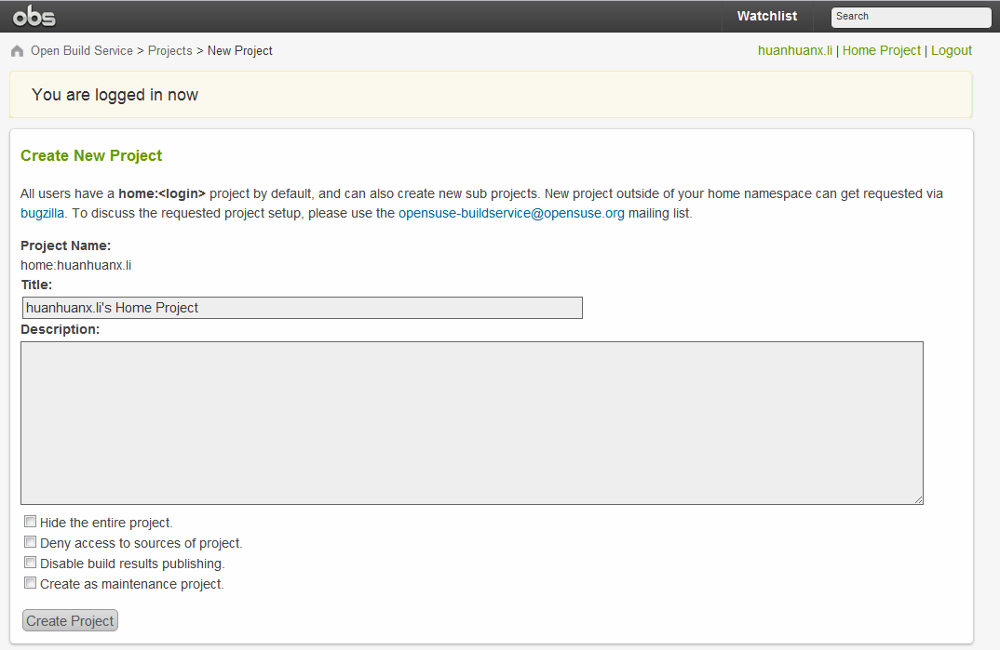 obs
Watchlist
Search
Open Build Service > Projects > New Project
huanhuanx.li | Home Project | Logout
You are logged in now
Create New Project
All users have a home:<login> project by default, and can also create new sub projects. New project outside of your home namespace can get requested via
bugzilla. To discuss the requested project setup, please use the opensuse-buildservice@opensuse.org mailing list.
Project Name:
home:huanhuanx.li
Title:
huanhuanx.li's Home Project
Description:
Hide the entire project.
Deny access to sources of project.
Disable build results publishing.
Create as maintenance project.
Create Project